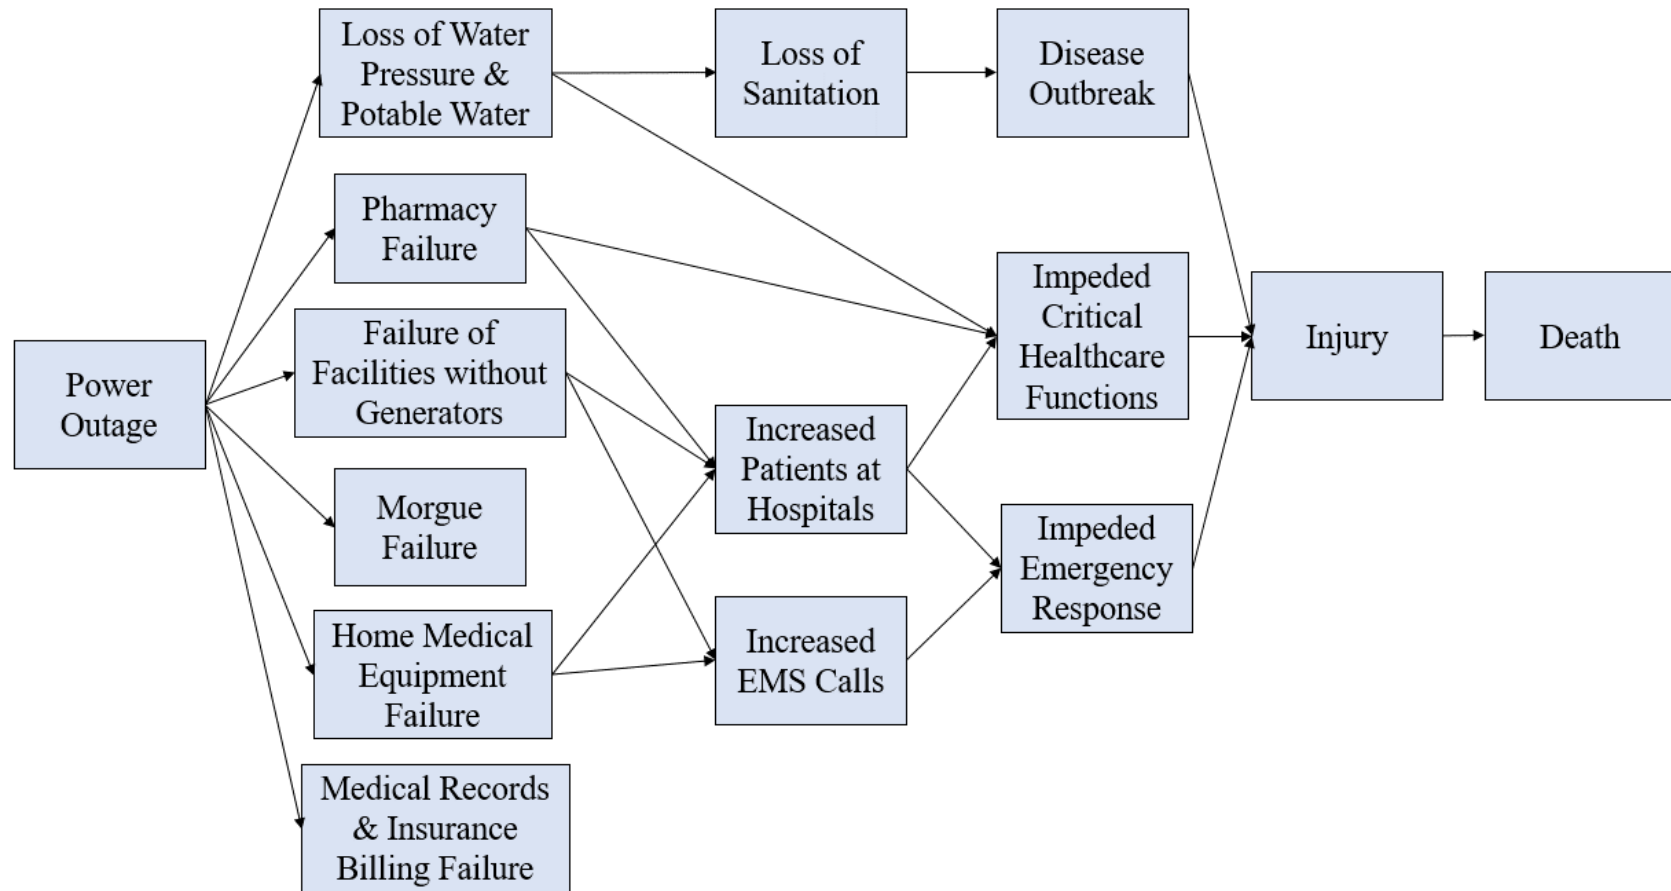 Loss of Water
Pressure &
Potable Water
Loss of
Sanitation
Disease
Outbreak
Pharmacy
Failure
Failure of
Facilities without
Generators
Impeded
Critical
Healthcare
Functions
Injury
Death
Power
Outage
Increased
Patients at
Hospitals
Morgue
Failure
Impeded
Emergency
Response
Home Medical
Equipment
Failure
Increased
EMS Calls
Medical Records
& Insurance
Billing Failure